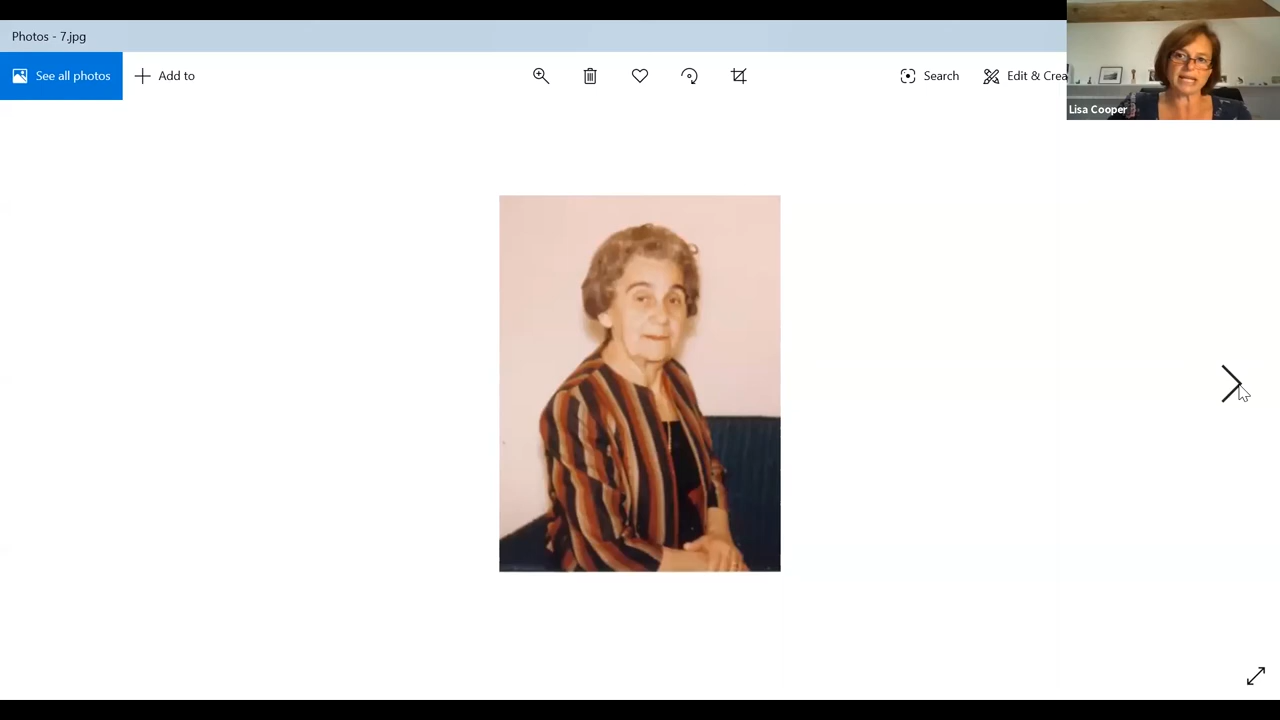 Photos - 7.jpg
See all photos
Add to
Search
Edit & Crea
Lisa Cooper